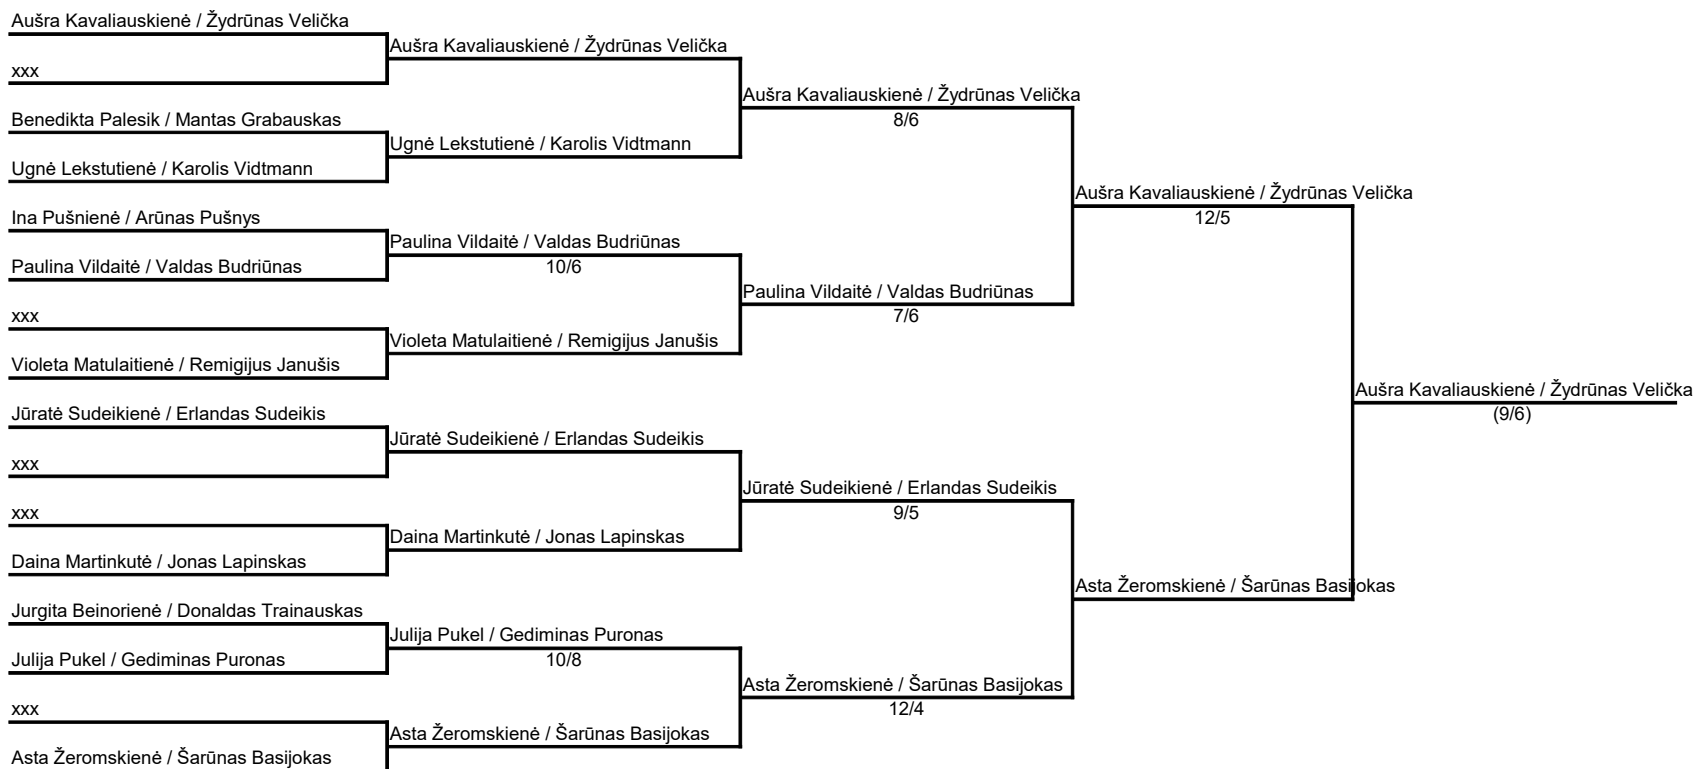 Aušra Kavaliauskienė / Žydrūnas Velička
xxx
Benedikta Palesik / Mantas Grabauskas
Ugnė Lekstutienė / Karolis Vidtmann
Ina Pušnienė / Arūnas Pušnys
Paulina Vildaitė / Valdas Budriūnas
xxx
Violeta Matulaitienė / Remigijus Janušis
Jūratė Sudeikienė / Erlandas Sudeikis
xxx
xxx
Daina Martinkutė / Jonas Lapinskas
Jurgita Beinorienė / Donaldas Trainauskas
Julija Pukel / Gediminas Puronas
xxx
Asta Žeromskienė / Šarūnas Basijokas
Aušra Kavaliauskienė / Žydrūnas Velička
Ugnė Lekstutienė / Karolis Vidtmann
Paulina Vildaitė / Valdas Budriūnas
10/6
Violeta Matulaitienė / Remigijus Janušis
Jūratė Sudeikienė / Erlandas Sudeikis
Daina Martinkutė / Jonas Lapinskas
Julija Pukel / Gediminas Puronas
10/8
Asta Žeromskienė / Šarūnas Basijokas
Aušra Kavaliauskienė / Žydrūnas Velička
8/6
Paulina Vildaitė / Valdas Budriūnas
7/6
Jūratė Sudeikienė / Erlandas Sudeikis
9/5
Asta Žeromskienė / Šarūnas Basijokas
12/4
Aušra Kavaliauskienė / Žydrūnas Velička
12/5
Asta Žeromskienė / Šarūnas Basijokas
Aušra Kavaliauskienė / Žydrūnas Velička
(9/6)